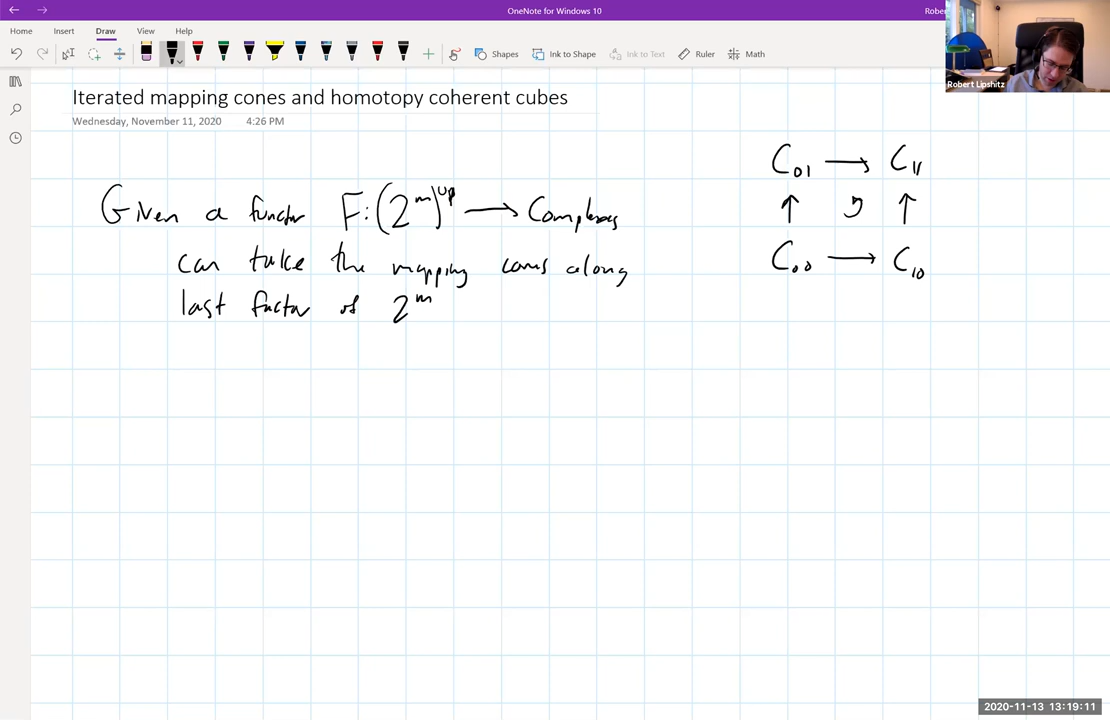 OneNote for Windows 10
Rober
Home Insert Draw View Help
Shapes Ink to Shape Ink to Text Ruler Math
Robert Lipshitz
Iterated mapping cones and homotopy coherent cubes
Wednesday, November 11, 2020 4:26 PM
Given a functor F: (2^m)^op → Complexes
can take the mapping cones along
last factor of 2^m
C01 → C11
↑ ↑
C00 → C10
2020-11-13 13:19:11